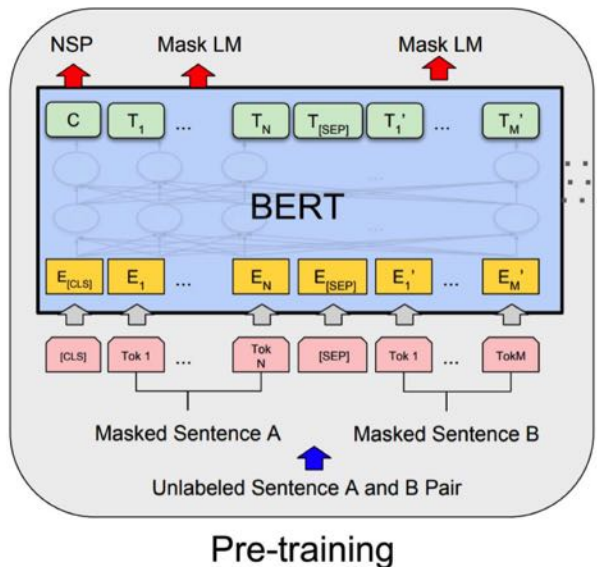 NSP Mask LM Mask LM
C T1 ... TN T[SEP] T1' ... TM'
...
...
BERT
E[CLS] E1 ... EN E[SEP] E1' ... EM'
[CLS] Tok 1 ... Tok N [SEP] Tok 1 ... TokM
Masked Sentence A Masked Sentence B
Unlabeled Sentence A and B Pair
Pre-training